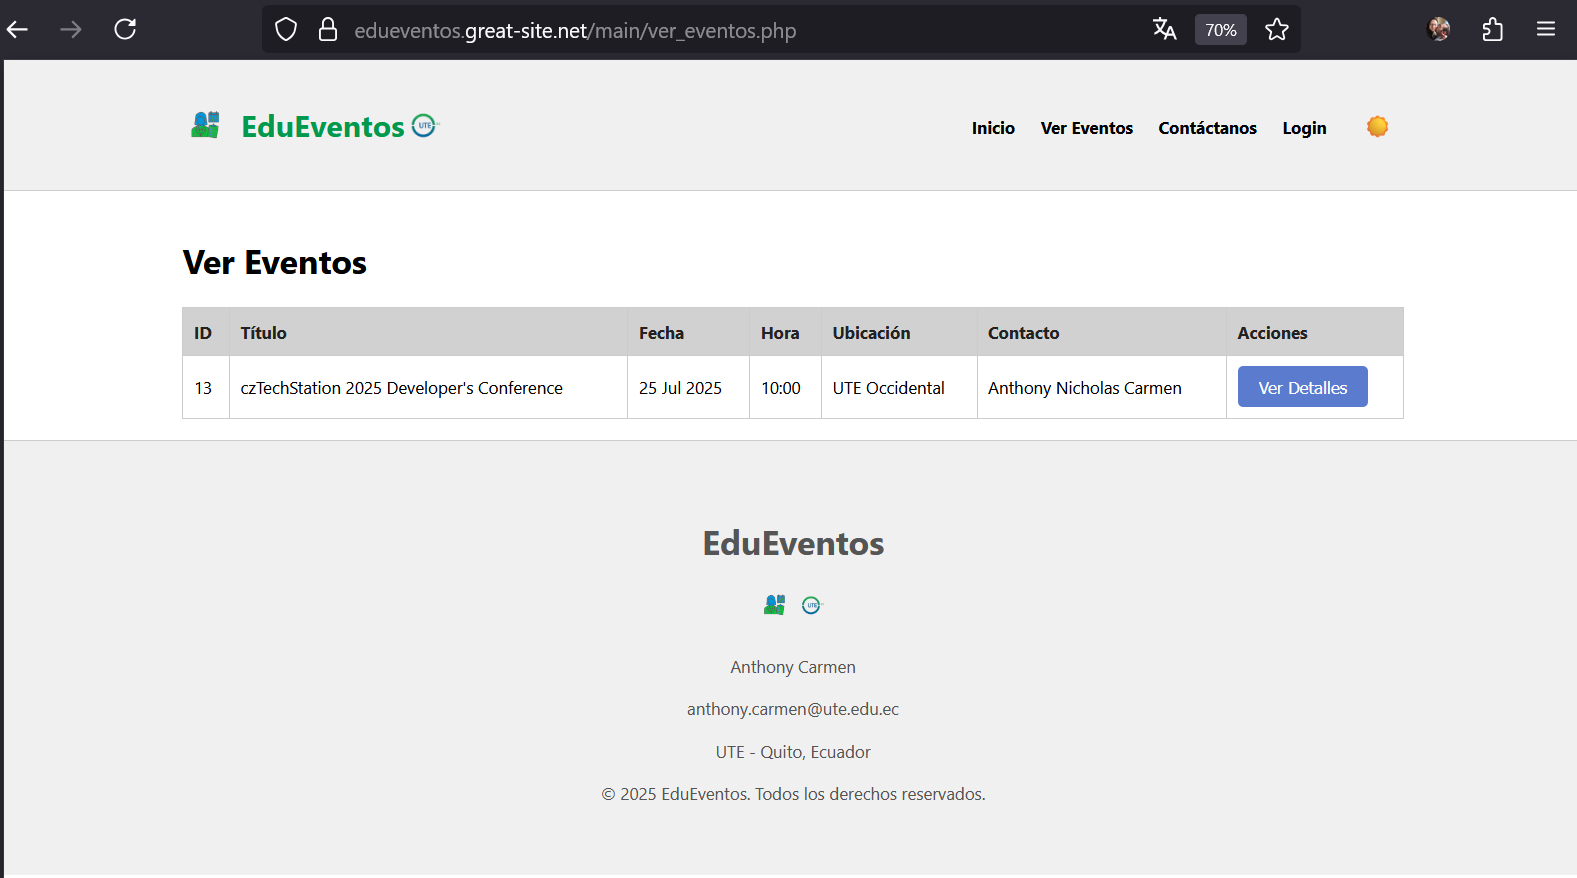 edueventos.great-site.net/main/ver_eventos.php
70%
EduEventos UTE
Inicio Ver Eventos Contáctanos Login
Ver Eventos
ID Título Fecha Hora Ubicación Contacto Acciones
13 czTechStation 2025 Developer's Conference 25 Jul 2025 10:00 UTE Occidental Anthony Nicholas Carmen Ver Detalles
EduEventos
UTE
Anthony Carmen
anthony.carmen@ute.edu.ec
UTE - Quito, Ecuador
© 2025 EduEventos. Todos los derechos reservados.